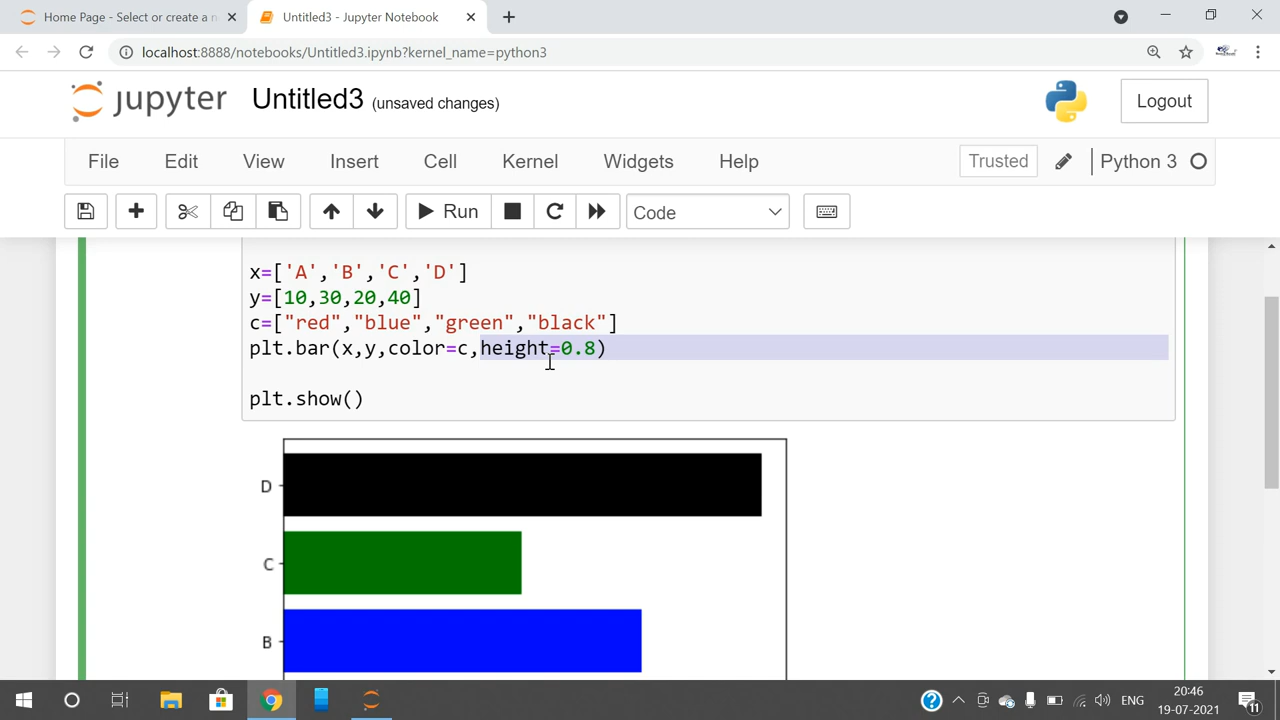 Home Page - Select or create a n
Untitled3 - Jupyter Notebook
localhost:8888/notebooks/Untitled3.ipynb?kernel_name=python3
jupyter Untitled3 (unsaved changes)
Logout
File Edit View Insert Cell Kernel Widgets Help Trusted Python 3
Run Code
x=['A','B','C','D']
y=[10,30,20,40]
c=["red","blue","green","black"]
plt.bar(x,y,color=c,height=0.8)
plt.show()
D
C
B
ENG
20:46
19-07-2021
11